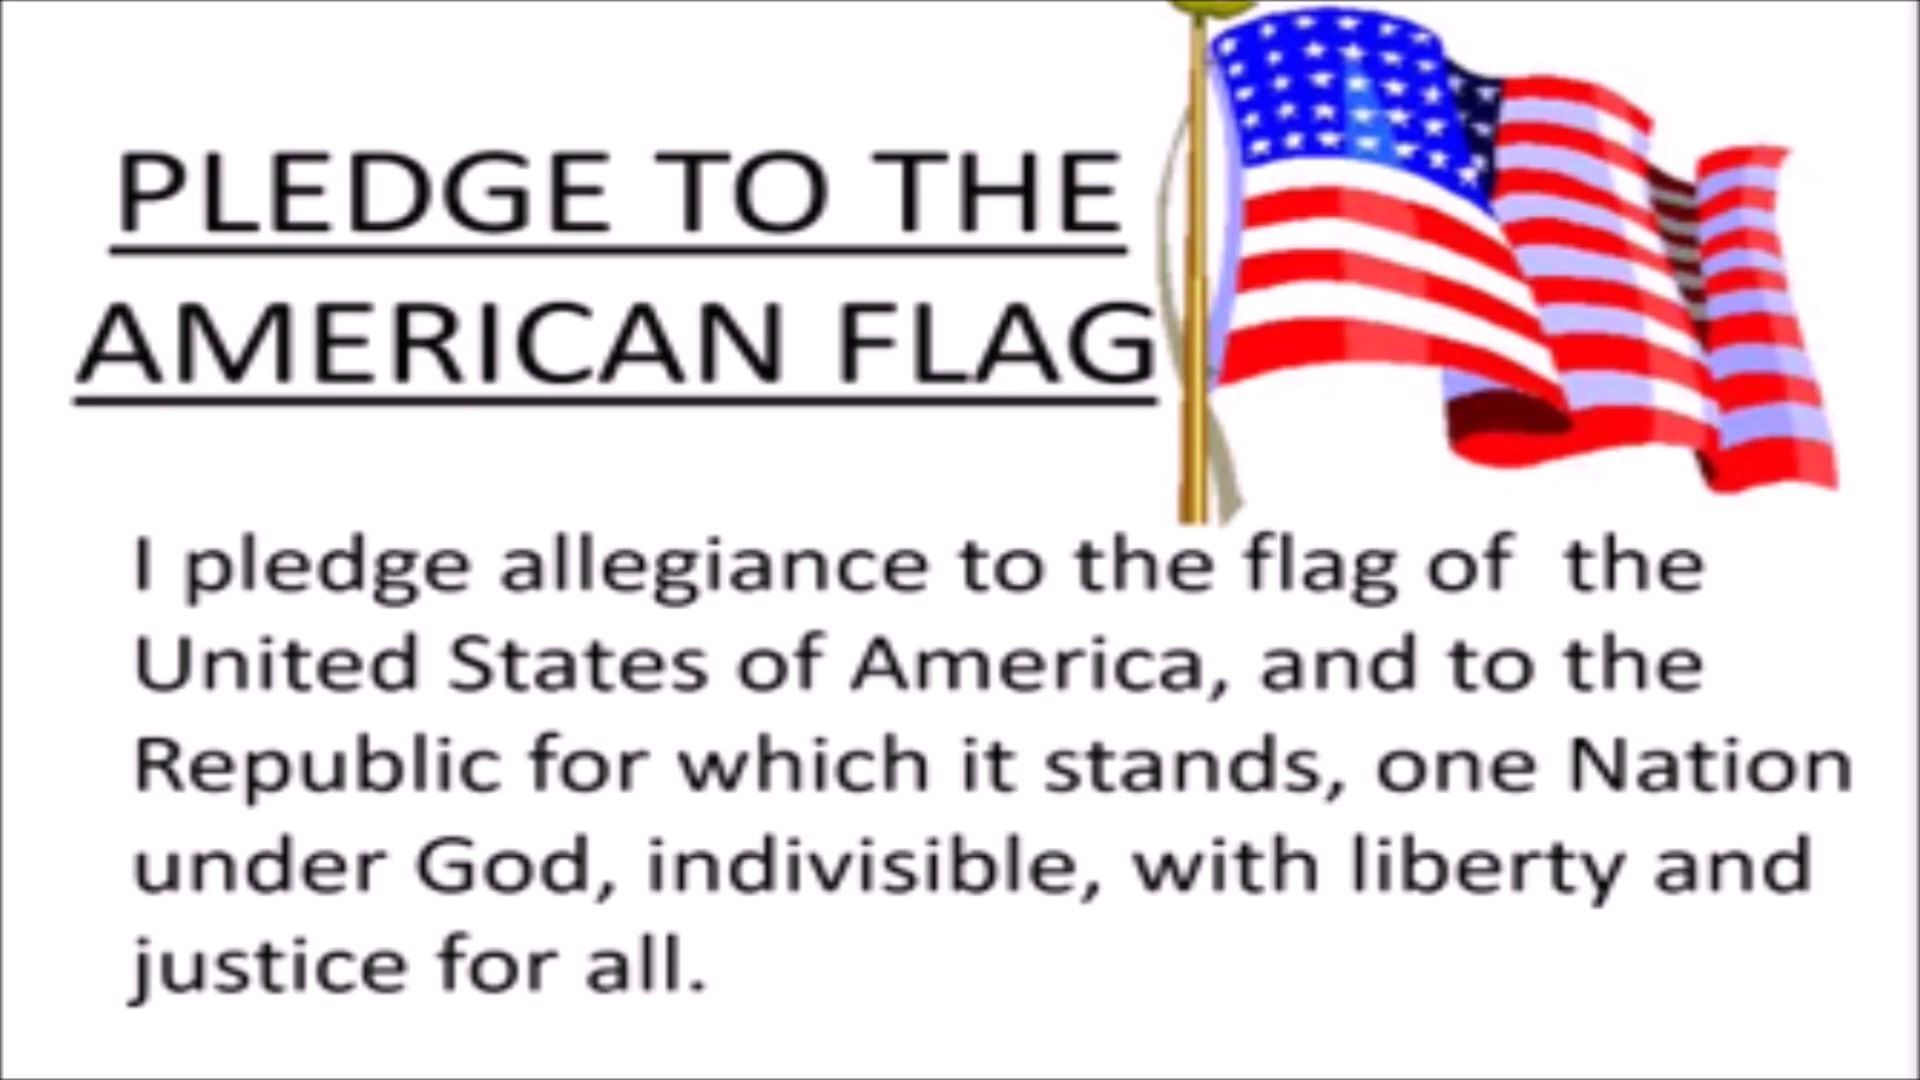 PLEDGE TO THE
AMERICAN FLAG
I pledge allegiance to the flag of the
United States of America, and to the
Republic for which it stands, one Nation
under God, indivisible, with liberty and
justice for all.